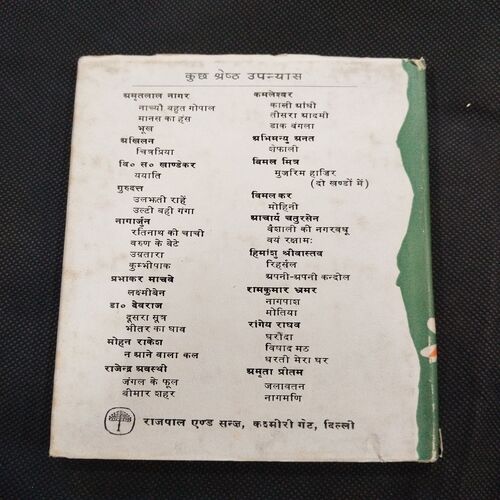 कुछ श्रेष्ठ उपन्यास
अमृतलाल नागर
नाच्यौ बहुत गोपाल
मानस का हंस
भूख
अखिलन
चित्रप्रिया
वि० स० खाण्डेकर
ययाति
गुरुदत्त
उलझती राहें
उल्टी बही गंगा
नागार्जुन
रतिनाथ की चाची
वरुण के बेटे
उग्रतारा
कुम्भीपाक
प्रभाकर माचवे
लक्ष्मीबेन
डा० देवराज
दूसरा सूत्र
भीतर का घाव
मोहन राकेश
न आने वाला कल
राजेन्द्र अवस्थी
जंगल के फूल
बीमार शहर
कमलेश्वर
काली आंधी
तीसरा आदमी
डाक बंगला
अभिमन्यु अनत
शेफाली
बिमल मित्र
मुजरिम हाज़िर
(दो खण्डों में)
बिमल कर
मोहिनी
आचार्य चतुरसेन
वैशाली की नगरवधू
वयं रक्षामः
हिमांशु श्रीवास्तव
रिहर्सल
अपनी-अपनी कन्दील
रामकुमार भ्रमर
नागपाश
मोतिया
रांगेय राघव
घरौंदा
विषाद मठ
धरती मेरा घर
अमृता प्रीतम
जलावतन
नागमणि
राजपाल एण्ड सन्ज़, कश्मीरी गेट, दिल्ली